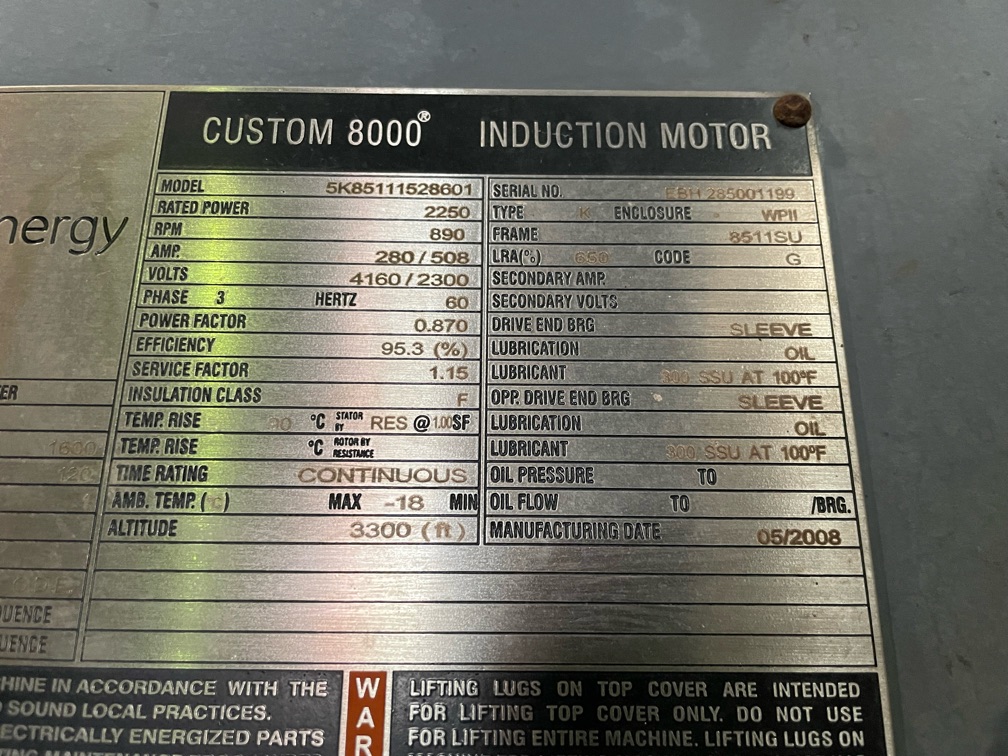 CUSTOM 8000® INDUCTION MOTOR
nergy
MODEL 5K85111528601
RATED POWER 2250
RPM 890
AMP. 280/508
VOLTS 4160/2300
PHASE 3 HERTZ 60
POWER FACTOR 0.870
EFFICIENCY 95.3 (%)
SERVICE FACTOR 1.15
INSULATION CLASS F
TEMP. RISE °C STATOR BY RES @1.00SF
TEMP. RISE °C ROTOR BY RESISTANCE
TIME RATING CONTINUOUS
AMB. TEMP. (°C) MAX -18 MIN
ALTITUDE 3300 (ft)
SERIAL NO. EBH 285001199
TYPE K ENCLOSURE WPII
FRAME 8511SU
LRA(%) 650 CODE G
SECONDARY AMP.
SECONDARY VOLTS
DRIVE END BRG SLEEVE
LUBRICATION OIL
LUBRICANT 300 SSU AT 100°F
OPP. DRIVE END BRG SLEEVE
LUBRICATION OIL
LUBRICANT 300 SSU AT 100°F
OIL PRESSURE TO
OIL FLOW TO /BRG.
MANUFACTURING DATE 05/2008
ER
1600
120
QUENCE
UENCE
HINE IN ACCORDANCE WITH THE
SOUND LOCAL PRACTICES.
ECTRICALLY ENERGIZED PARTS
WAR
LIFTING LUGS ON TOP COVER ARE INTENDED
FOR LIFTING TOP COVER ONLY. DO NOT USE
FOR LIFTING ENTIRE MACHINE. LIFTING LUGS ON